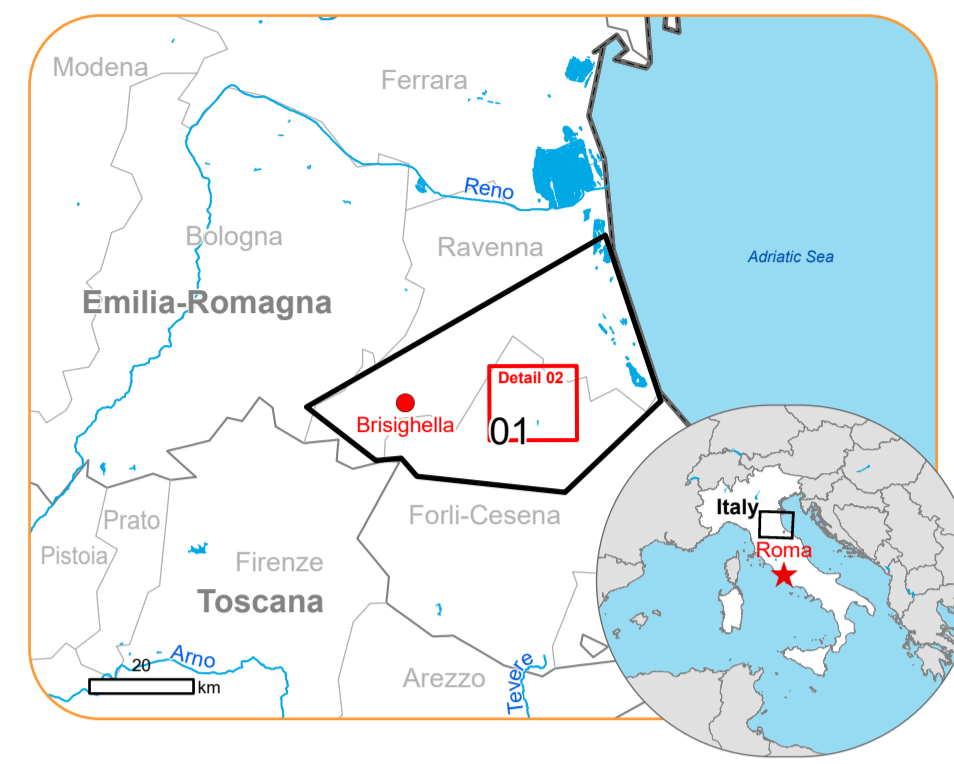 Modena
Ferrara
Reno
Bologna
Ravenna
Adriatic Sea
Emilia-Romagna
Detail 02
Brisighella
01
Italy
Forli-Cesena
Prato
Pistoia
Firenze
Roma
Toscana
Arno
20
km
Arezzo
Tevere